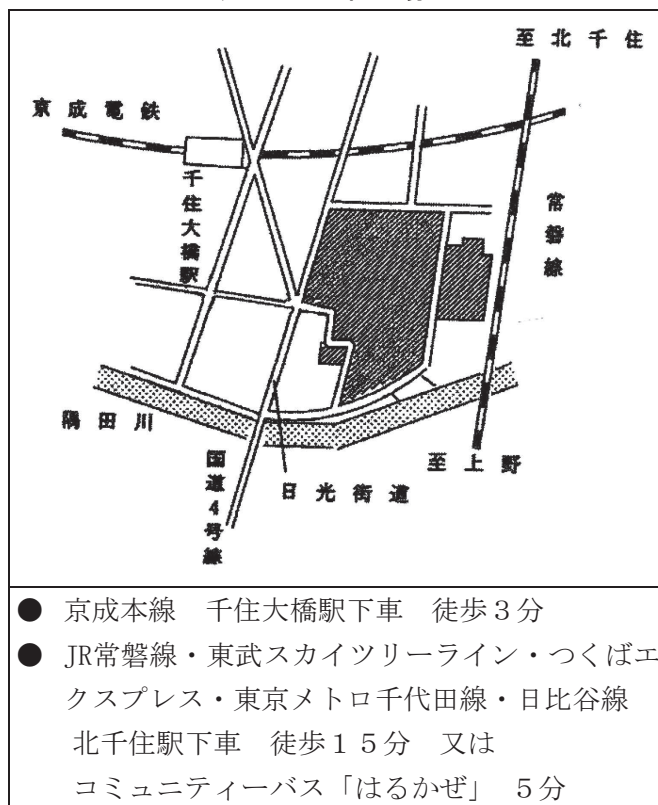 至北千住
京成電鉄
千住大橋駅
常磐線
隅田川
国道4号線
日光街道
至上野
● 京成本線 千住大橋駅下車 徒歩3分
● JR常磐線・東武スカイツリーライン・つくばエ
クスプレス・東京メトロ千代田線・日比谷線
北千住駅下車 徒歩15分 又は
コミュニティーバス「はるかぜ」 5分